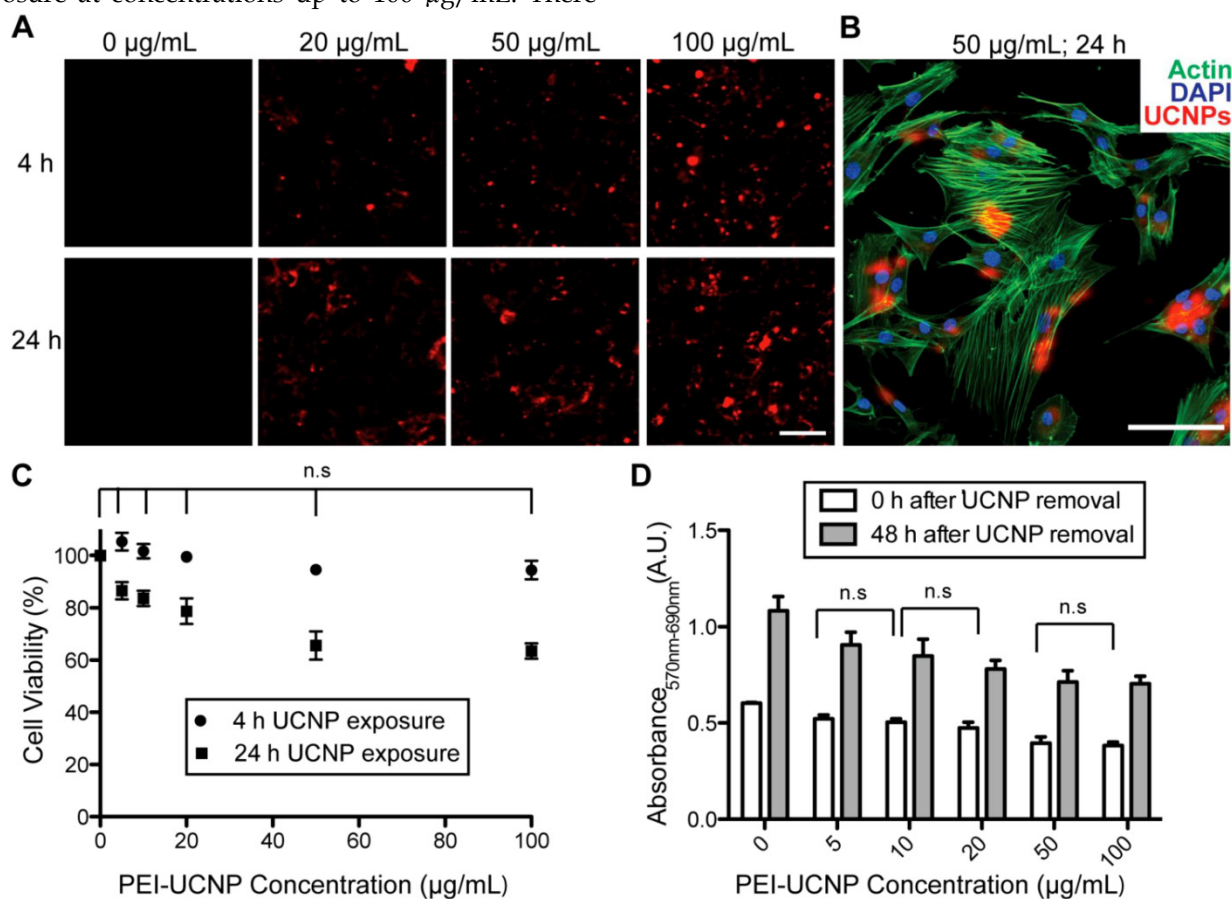 osure at concentrations up to 100 μg/mL. There
A
0 μg/mL 20 μg/mL 50 μg/mL 100 μg/mL
4 h
24 h
B
50 μg/mL; 24 h
Actin
DAPI
UCNPs
C
n.s
Cell Viability (%)
100
80
60
40
20
0
4 h UCNP exposure
24 h UCNP exposure
0 20 40 60 80 100
PEI-UCNP Concentration (μg/mL)
D
0 h after UCNP removal
48 h after UCNP removal
Absorbance570nm-690nm(A.U.)
1.5
1.0
0.5
0.0
n.s n.s n.s
0 5 10 20 50 100
PEI-UCNP Concentration (μg/mL)